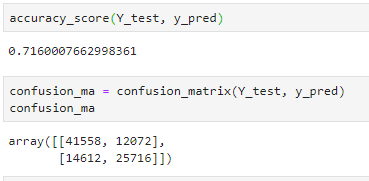 accuracy_score(Y_test, y_pred)
0.7160007662998361
confusion_ma = confusion_matrix(Y_test, y_pred)
confusion_ma
array([[41558, 12072],
       [14612, 25716]])